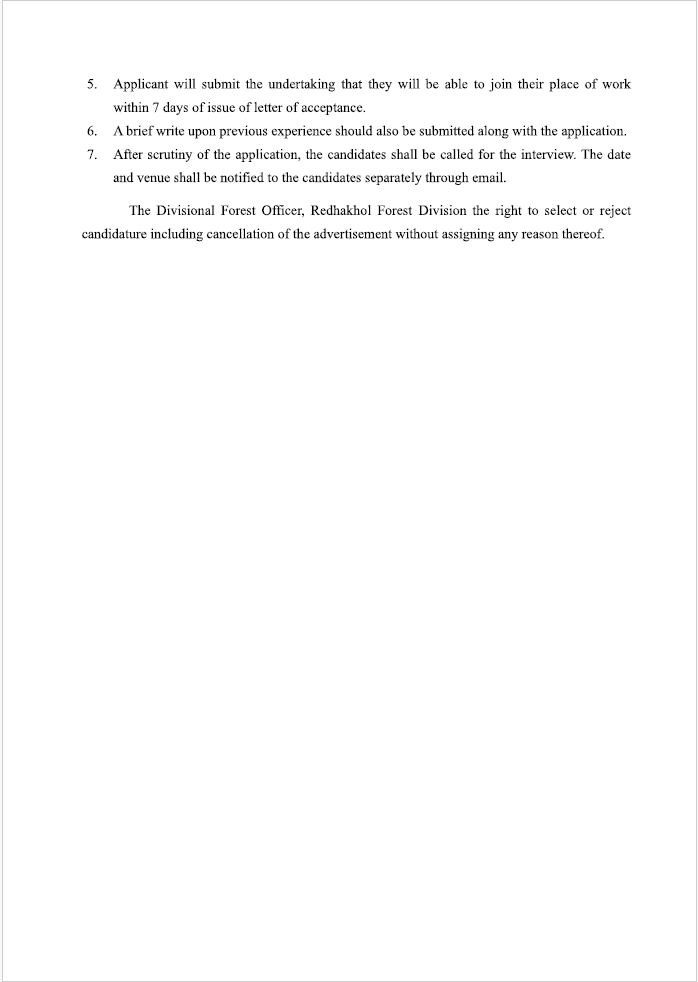 5. Applicant will submit the undertaking that they will be able to join their place of work
within 7 days of issue of letter of acceptance.
6. A brief write upon previous experience should also be submitted along with the application.
7. After scrutiny of the application, the candidates shall be called for the interview. The date
and venue shall be notified to the candidates separately through email.
The Divisional Forest Officer, Redhakhol Forest Division the right to select or reject
candidature including cancellation of the advertisement without assigning any reason thereof.